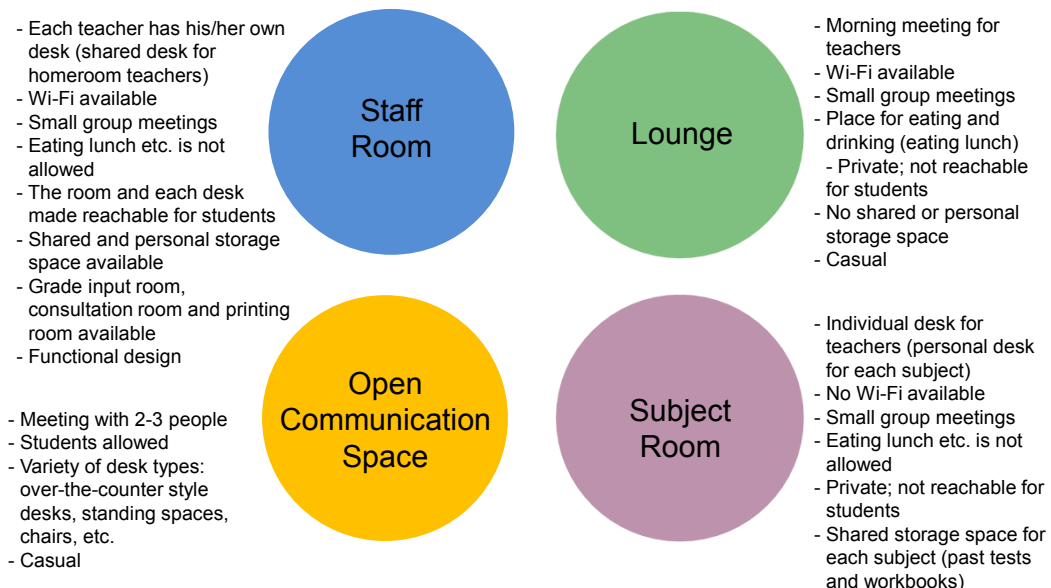 - Each teacher has his/her own
desk (shared desk for
homeroom teachers)
- Wi-Fi available
- Small group meetings
- Eating lunch etc. is not
allowed
- The room and each desk
made reachable for students
- Shared and personal storage
space available
- Grade input room,
consultation room and printing
room available
- Functional design
Staff
Room
Lounge
- Morning meeting for
teachers
- Wi-Fi available
- Small group meetings
- Place for eating and
drinking (eating lunch)
- Private; not reachable
for students
- No shared or personal
storage space
- Casual
- Meeting with 2-3 people
- Students allowed
- Variety of desk types:
over-the-counter style
desks, standing spaces,
chairs, etc.
- Casual
Open
Communication
Space
Subject
Room
- Individual desk for
teachers (personal desk
for each subject)
- No Wi-Fi available
- Small group meetings
- Eating lunch etc. is not
allowed
- Private; not reachable for
students
- Shared storage space for
each subject (past tests
and workbooks)